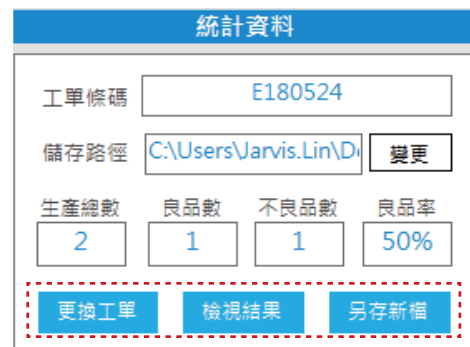 統計資料
工單條碼 E180524
儲存路徑 C:\Users\Jarvis.Lin\D 變更
生產總數 良品數 不良品數 良品率
2 1 1 50%
更換工單 檢視結果 另存新檔